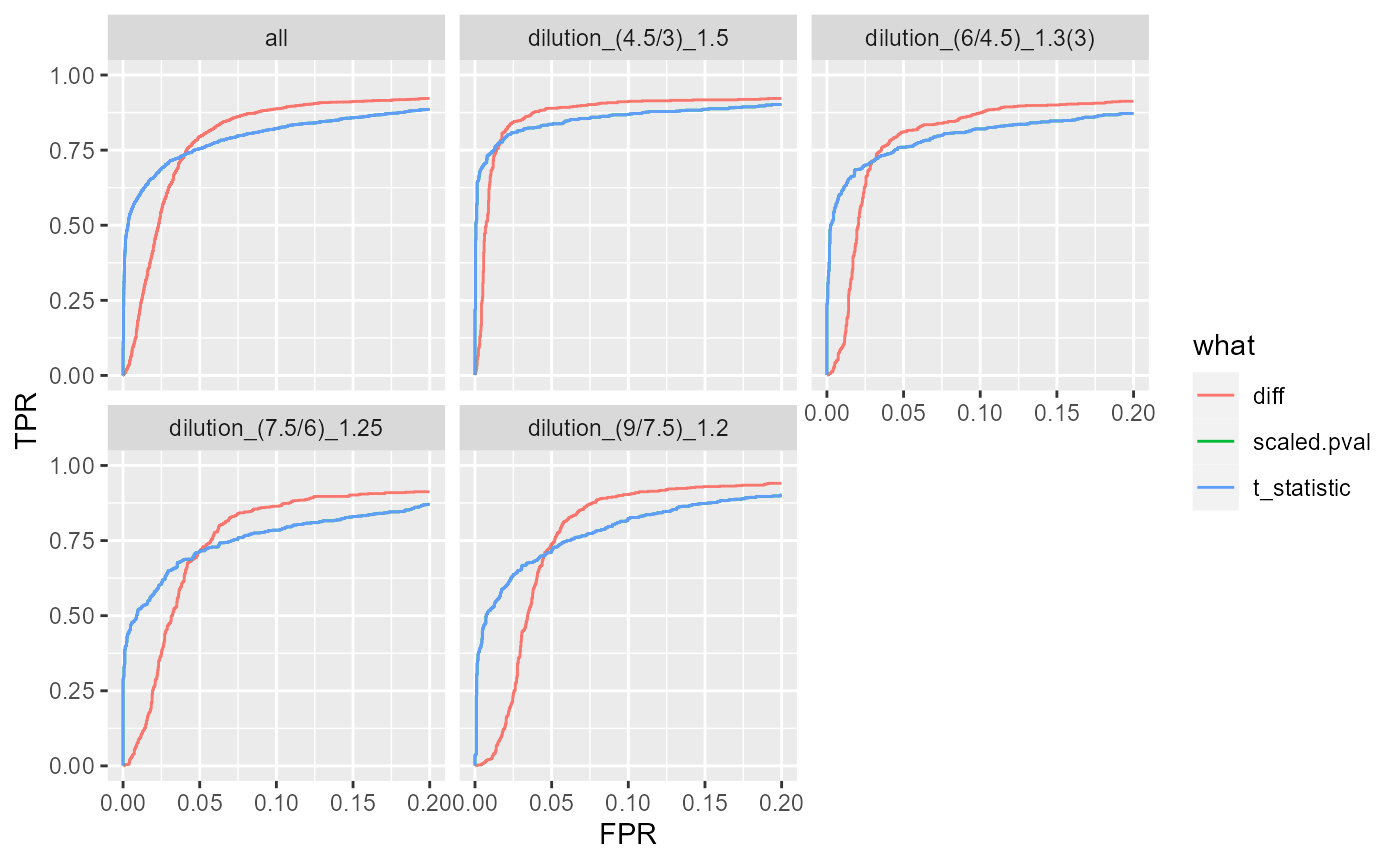 all
dilution_(4.5/3)_1.5
dilution_(6/4.5)_1.3(3)
1.00
0.75
0.50
0.25
0.00
0.00 0.05 0.10 0.15 0.20
dilution_(7.5/6)_1.25
dilution_(9/7.5)_1.2
1.00
0.75
0.50
0.25
0.00
0.00 0.05 0.10 0.15 0.20
0.00 0.05 0.10 0.15 0.20
FPR
TPR
what
diff
scaled.pval
t_statistic